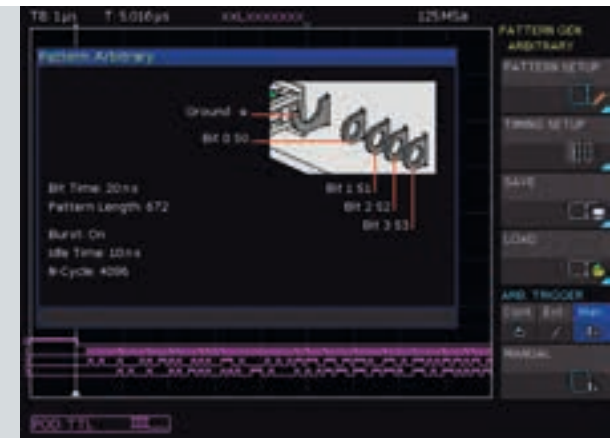 TB: 1µs T: 5.016µs 125MSa
Pattern Arbitrary
Ground
Bit 0 S0
Bit 1 S1
Bit 2 S2
Bit 3 S3
Bit Time: 20ns
Pattern Length: 672
Burst: On
Idle Time: 10ns
N-Cycle: 4096
PATTERN GEN
ARBITRARY
PATTERN SETUP
TIMING SETUP
SAVE
LOAD
ARB. TRIGGER
Cont. Ext. Man.
MANUAL
POD: TTL